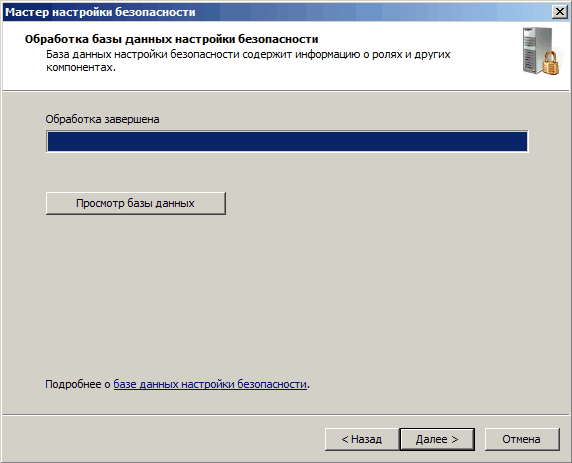 Мастер настройки безопасности
Обработка базы данных настройки безопасности
База данных настройки безопасности содержит информацию о ролях и других
компонентах.
Обработка завершена
Просмотр базы данных
Подробнее о базе данных настройки безопасности.
< Назад
Далее >
Отмена